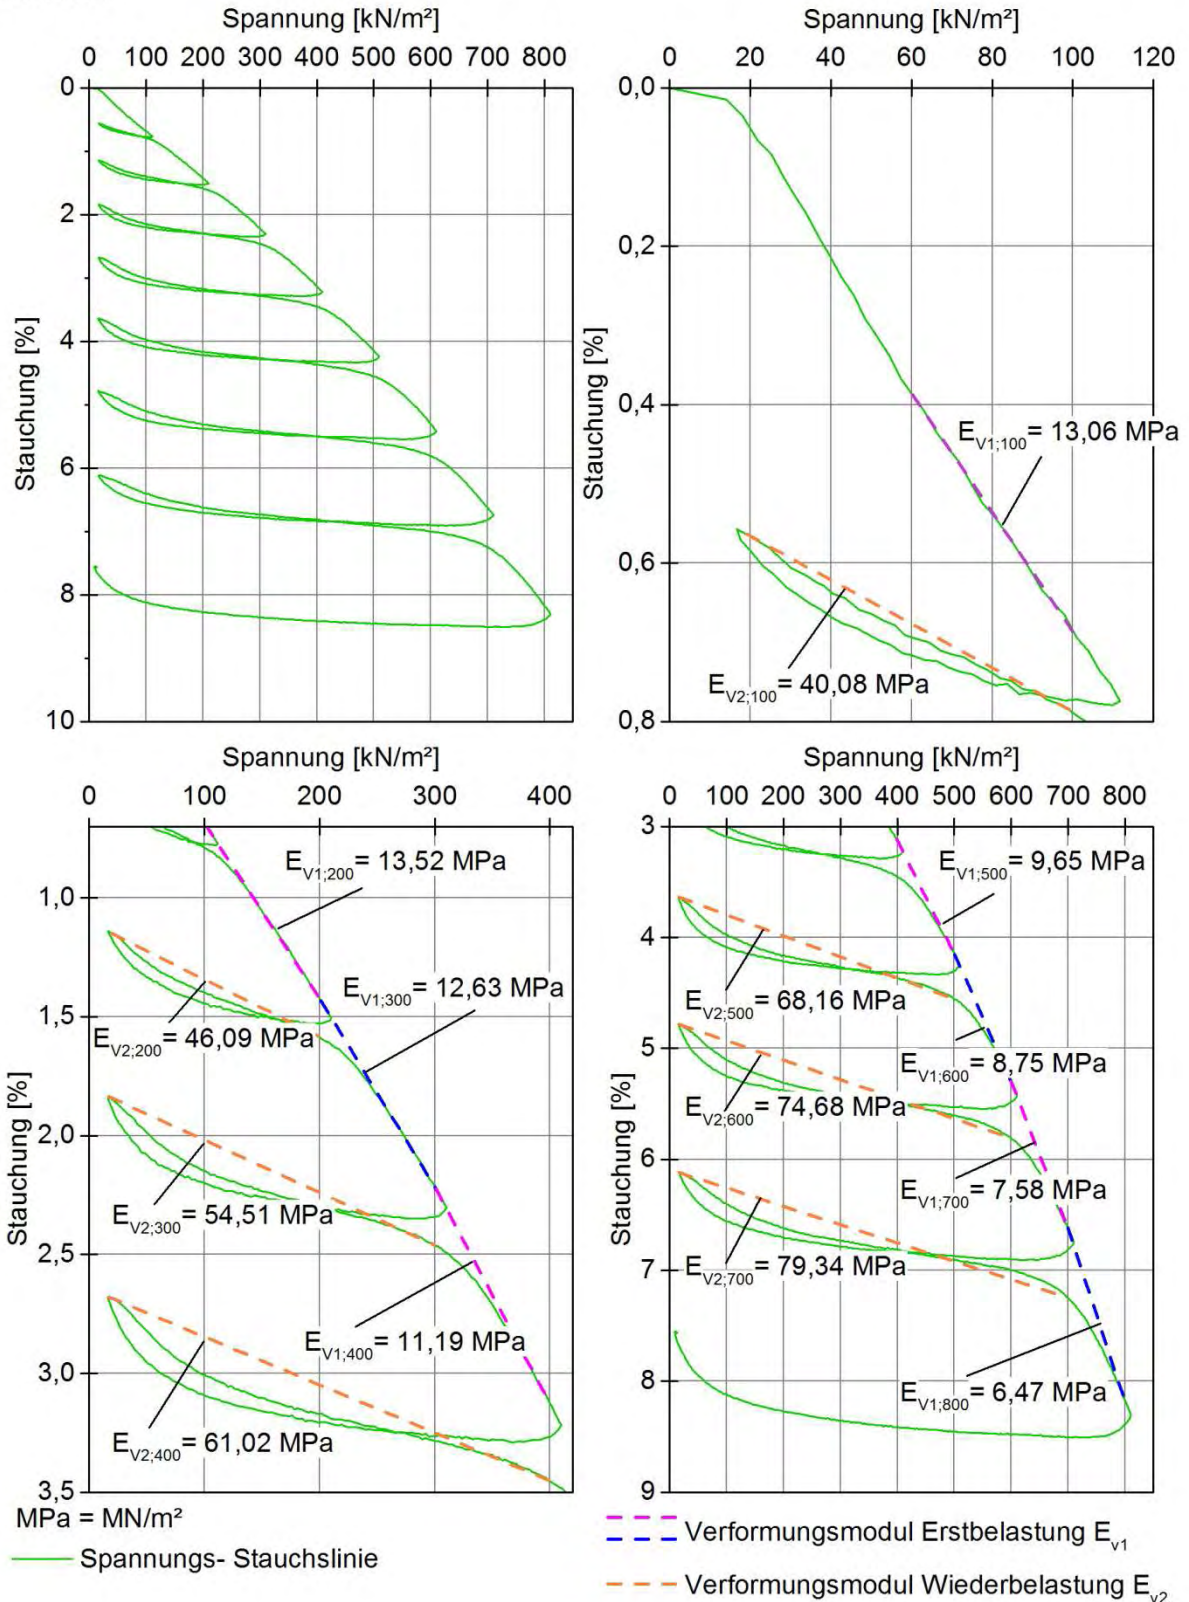 Spannung [kN/m²]
0 100 200 300 400 500 600 700 800
0
2
4
6
8
10
Stauchung [%]
Spannung [kN/m²]
0 20 40 60 80 100 120
0,0
0,2
0,4
0,6
0,8
Stauchung [%]
EV1;100= 13,06 MPa
EV2;100= 40,08 MPa
Spannung [kN/m²]
0 100 200 300 400
1,0
1,5
2,0
2,5
3,0
3,5
Stauchung [%]
EV1;200= 13,52 MPa
EV1;300= 12,63 MPa
EV2;200= 46,09 MPa
EV2;300= 54,51 MPa
EV1;400= 11,19 MPa
EV2;400= 61,02 MPa
Spannung [kN/m²]
0 100 200 300 400 500 600 700 800
3
4
5
6
7
8
9
Stauchung [%]
EV1;500= 9,65 MPa
EV2;500= 68,16 MPa
EV1;600= 8,75 MPa
EV2;600= 74,68 MPa
EV1;700= 7,58 MPa
EV2;700= 79,34 MPa
EV1;800= 6,47 MPa
MPa = MN/m²
Spannungs- Stauchslinie
Verformungsmodul Erstbelastung Ev1
Verformungsmodul Wiederbelastung Ev2